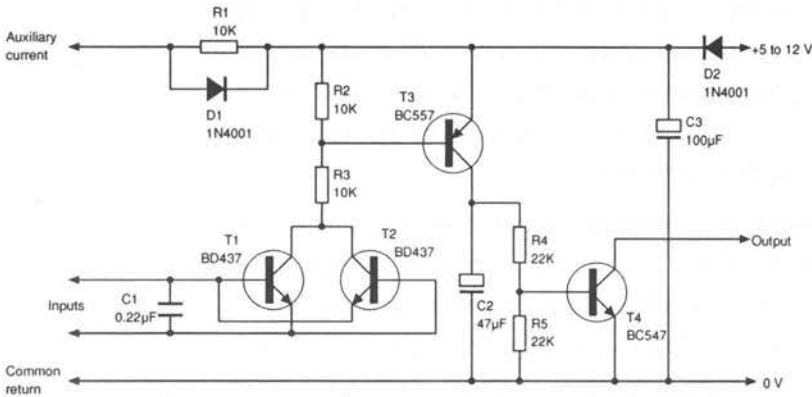 R1
10K
Auxiliary
current
D1
1N4001
R2
10K
T3
BC557
+5 to 12 V
D2
1N4001
C3
100µF
R3
10K
T1
BD437
T2
BD437
Output
R4
22K
Inputs
C1
0.22µF
C2
47µF
R5
22K
T4
BC547
Common
return
0 V